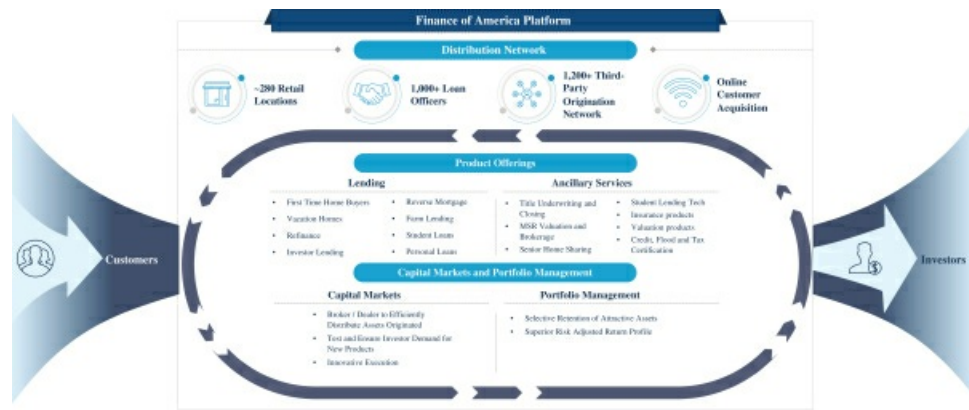 Finance of America Platform
Distribution Network
~280 Retail
Locations
1,000+ Loan
Officers
1,200+ Third-
Party
Origination
Network
Online
Customer
Acquisition
Product Offerings
Lending
• First Time Home Buyers
• Vacation Homes
• Refinance
• Investor Lending
• Reverse Mortgage
• Farm Lending
• Student Loans
• Personal Loans
Ancillary Services
• Title Underwriting and
Closing
• MSR Valuation and
Brokerage
• Senior Home Sharing
• Student Lending Tech
• Insurance products
• Valuation products
• Credit, Flood and Tax
Certification
Customers
Investors
Capital Markets and Portfolio Management
Capital Markets
• Broker / Dealer to Efficiently
Distribute Assets Originated
• Test and Ensure Investor Demand for
New Products
• Innovative Execution
Portfolio Management
• Selective Retention of Attractive Assets
• Superior Risk Adjusted Return Profile